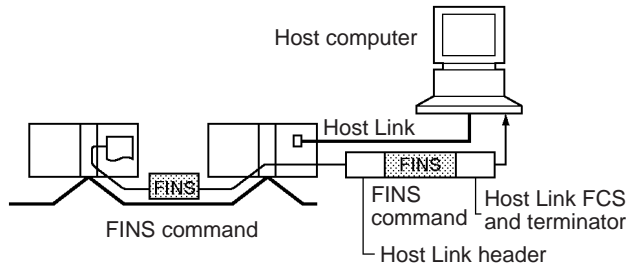 Host computer
Host Link
FINS
FINS
FINS command
FINS
command
Host Link FCS
and terminator
Host Link header